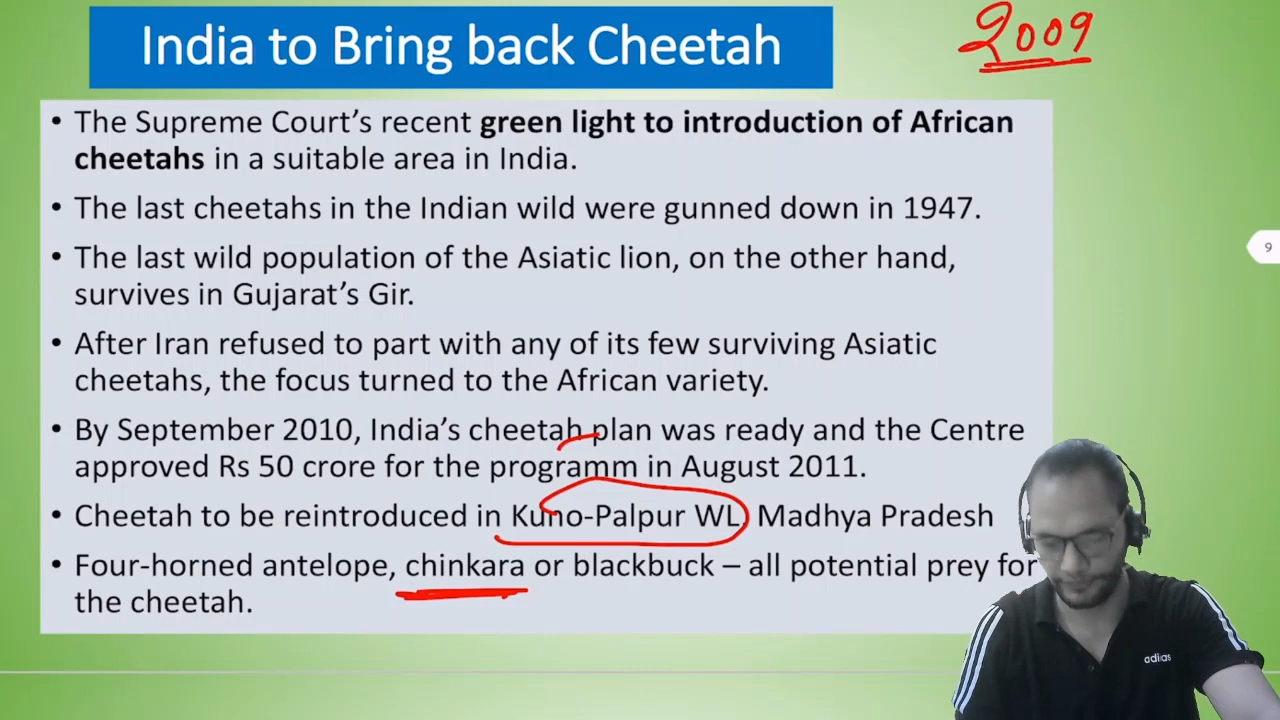 India to Bring back Cheetah
2009
• The Supreme Court's recent green light to introduction of African
cheetahs in a suitable area in India.
• The last cheetahs in the Indian wild were gunned down in 1947.
• The last wild population of the Asiatic lion, on the other hand,
survives in Gujarat's Gir.
• After Iran refused to part with any of its few surviving Asiatic
cheetahs, the focus turned to the African variety.
• By September 2010, India's cheetah plan was ready and the Centre
approved Rs 50 crore for the programm in August 2011.
• Cheetah to be reintroduced in Kuno-Palpur WL, Madhya Pradesh
• Four-horned antelope, chinkara or blackbuck – all potential prey for
the cheetah.
9
adidas